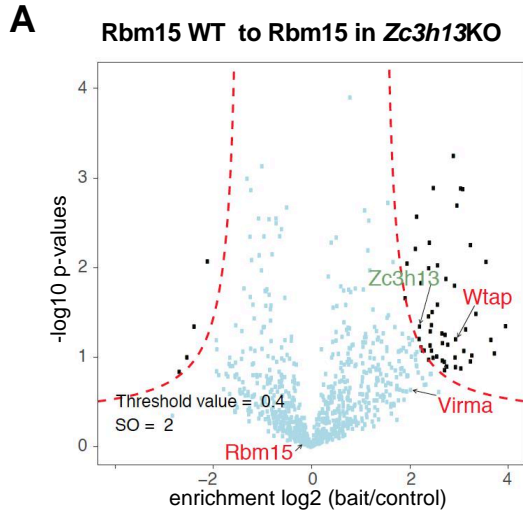 A
Rbm15 WT to Rbm15 in Zc3h13KO
4
3
2
1
0
-log10 p-values
Zc3h13
Wtap
Virma
Rbm15
Threshold value = 0.4
SO = 2
−2
0
2
4
enrichment log2 (bait/control)